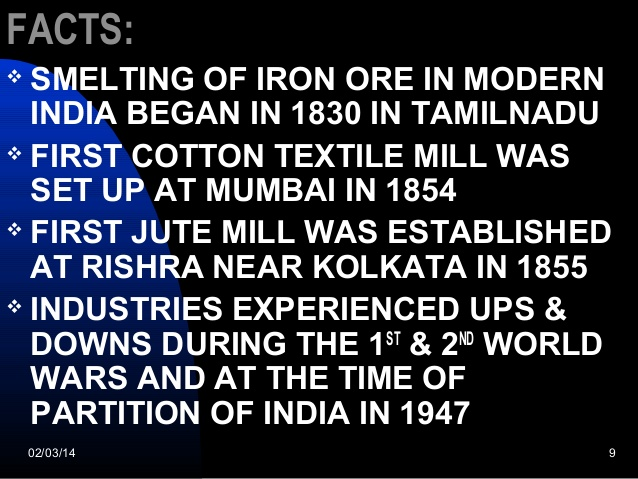 FACTS:
❖ SMELTING OF IRON ORE IN MODERN
INDIA BEGAN IN 1830 IN TAMILNADU
❖ FIRST COTTON TEXTILE MILL WAS
SET UP AT MUMBAI IN 1854
❖ FIRST JUTE MILL WAS ESTABLISHED
AT RISHRA NEAR KOLKATA IN 1855
❖ INDUSTRIES EXPERIENCED UPS &
DOWNS DURING THE 1ST & 2ND WORLD
WARS AND AT THE TIME OF
PARTITION OF INDIA IN 1947
02/03/14 9